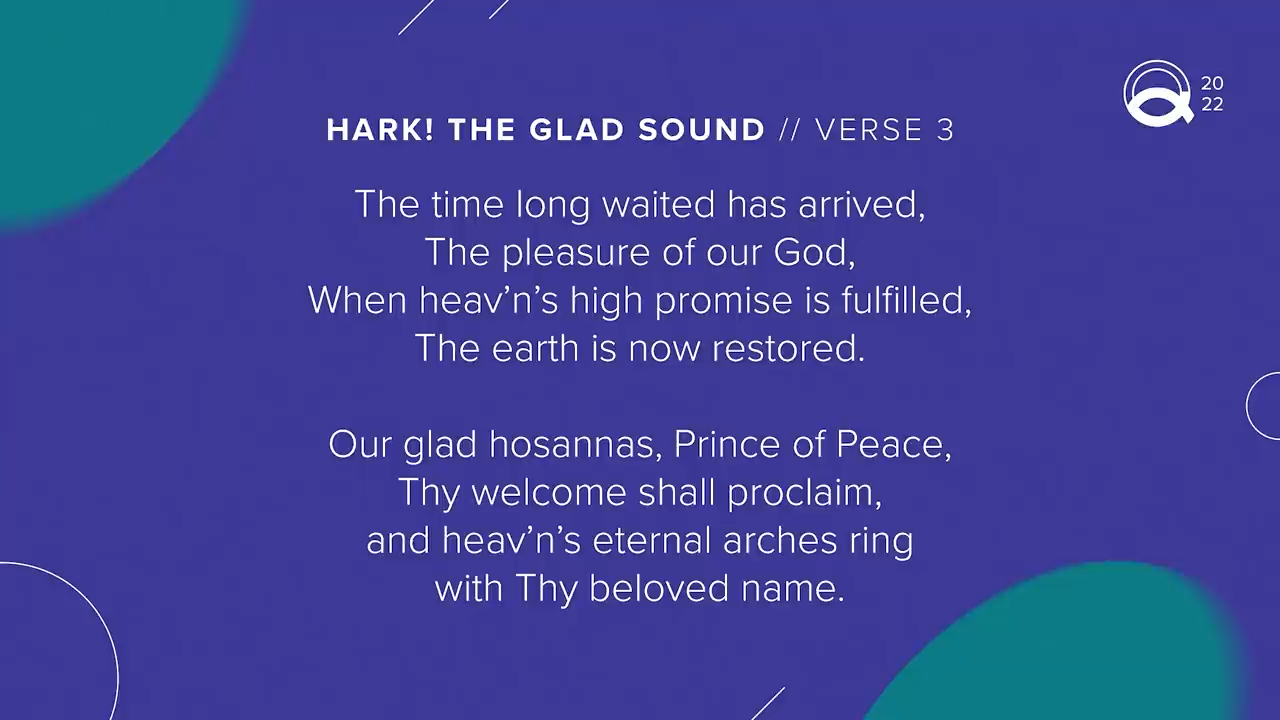 20
22
HARK! THE GLAD SOUND // VERSE 3
The time long waited has arrived,
The pleasure of our God,
When heav’n’s high promise is fulfilled,
The earth is now restored.
Our glad hosannas, Prince of Peace,
Thy welcome shall proclaim,
and heav’n’s eternal arches ring
with Thy beloved name.